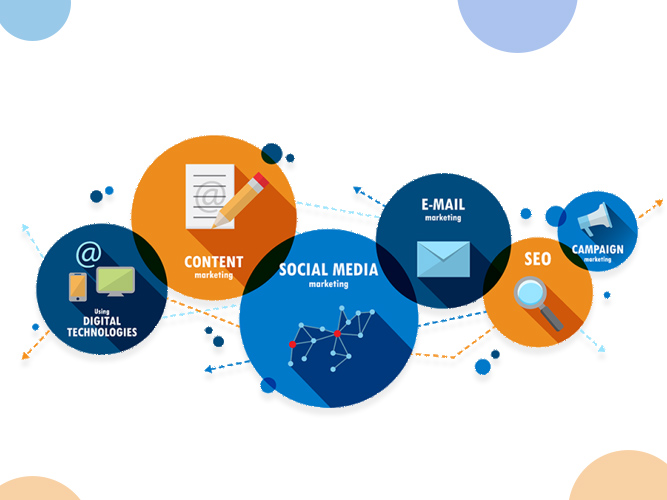 @
Using
DIGITAL
TECHNOLOGIES
@
CONTENT
marketing
SOCIAL MEDIA
marketing
E-MAIL
marketing
SEO
CAMPAIGN
marketing